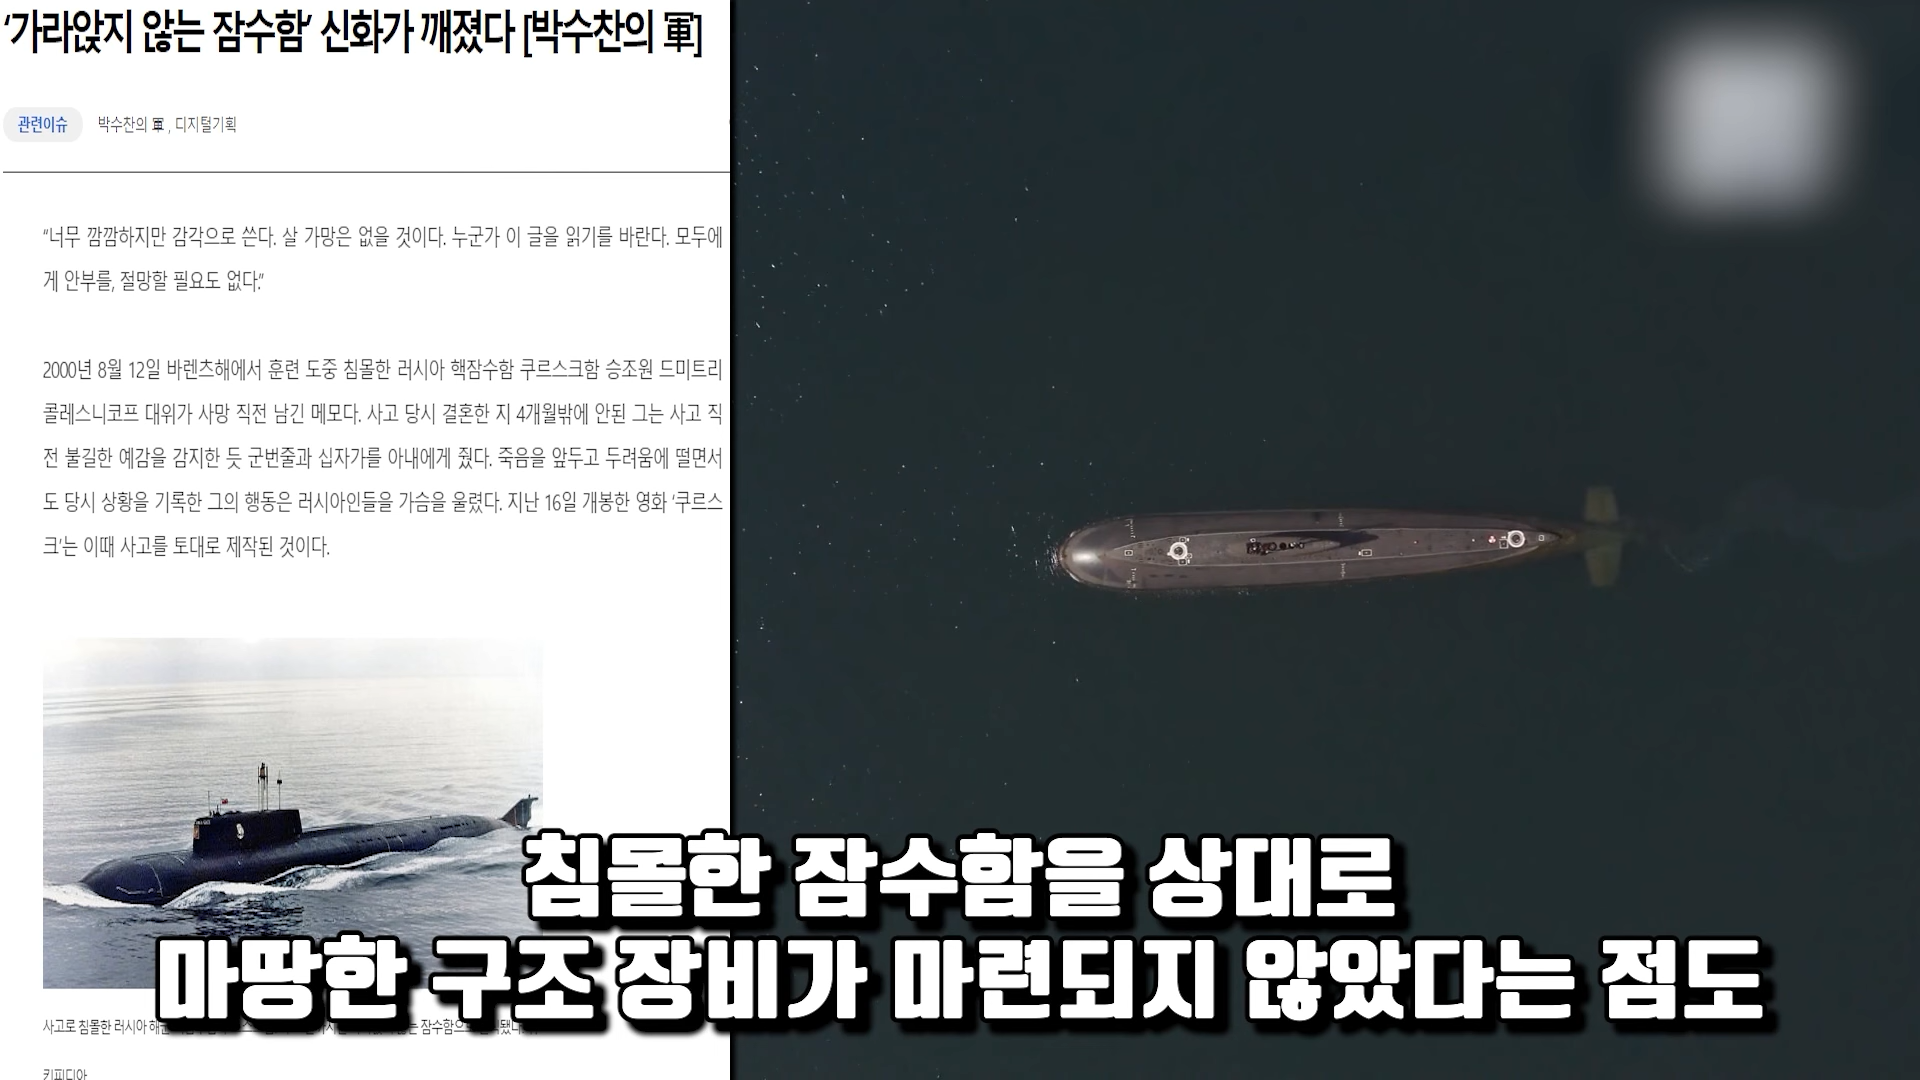 ‘가라앉지 않는 잠수함’ 신화가 깨졌다 [박수찬의 軍]
관련이슈 박수찬의 軍 , 디지털기획
“너무 깜깜하지만 감각으로 쓴다. 살 가망은 없을 것이다. 누군가 이 글을 읽기를 바란다. 모두에
게 안부를, 절망할 필요도 없다.”
2000년 8월 12일 바렌츠해에서 훈련 도중 침몰한 러시아 핵잠수함 쿠르스크함 승조원 드미트리
콜레스니코프 대위가 사망 직전 남긴 메모다. 사고 당시 결혼한 지 4개월밖에 안된 그는 사고 직
전 불길한 예감을 감지한 듯 군번줄과 십자가를 아내에게 줬다. 죽음을 앞두고 두려움에 떨면서
도 당시 상황을 기록한 그의 행동은 러시아인들을 가슴을 울렸다. 지난 16일 개봉한 영화 ‘쿠르스
크’는 이때 사고를 토대로 제작된 것이다.
침몰한 잠수함을 상대로
마땅한 구조 장비가 마련되지 않았다는 점도
사고로 침몰한 러시아 해군
잠수함으로
키피디아